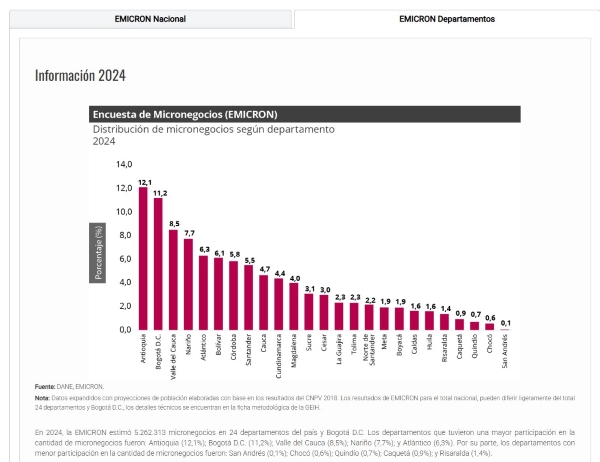 EMICRON Nacional
EMICRON Departamentos
Información 2024
Encuesta de Micronegocios (EMICRON)
Distribución de micronegocios según departamento
2024
Porcentaje (%)
14,0
12,0
10,0
8,0
6,0
4,0
2,0
0,0
12,1
11,2
8,5
7,7
6,3
6,1
5,8
5,5
4,7
4,4
4,0
3,1
3,0
2,3
2,3
2,2
1,9
1,9
1,6
1,6
1,4
0,9
0,7
0,6
0,1
Antioquia
Bogotá D.C.
Valle del Cauca
Nariño
Atlántico
Bolívar
Córdoba
Santander
Cauca
Cundinamarca
Magdalena
Sucre
Cesar
La Guajira
Tolima
Norte de
Santander
Meta
Boyacá
Caldas
Huila
Risaralda
Caquetá
Quindío
Chocó
San Andrés
Fuente: DANE, EMICRON.
Nota: Datos expandidos con proyecciones de población elaboradas con base en los resultados del CNPV 2018. Los resultados de EMICRON para el total nacional, pueden diferir ligeramente del total
24 departamentos y Bogotá D.C., los detalles técnicos se encuentran en la ficha metodológica de la GEIH.
En 2024, la EMICRON estimó 5.262.313 micronegocios en 24 departamentos del país y Bogotá D.C. Los departamentos que tuvieron una mayor participación en la
cantidad de micronegocios fueron: Antioquia (12,1%); Bogotá D.C. (11,2%); Valle del Cauca (8,5%); Nariño (7,7%); y Atlántico (6,3%). Por su parte, los departamentos con
menor participación en la cantidad de micronegocios fueron: San Andrés (0,1%); Chocó (0,6%); Quindío (0,7%); Caquetá (0,9%); y Risaralda (1,4%).